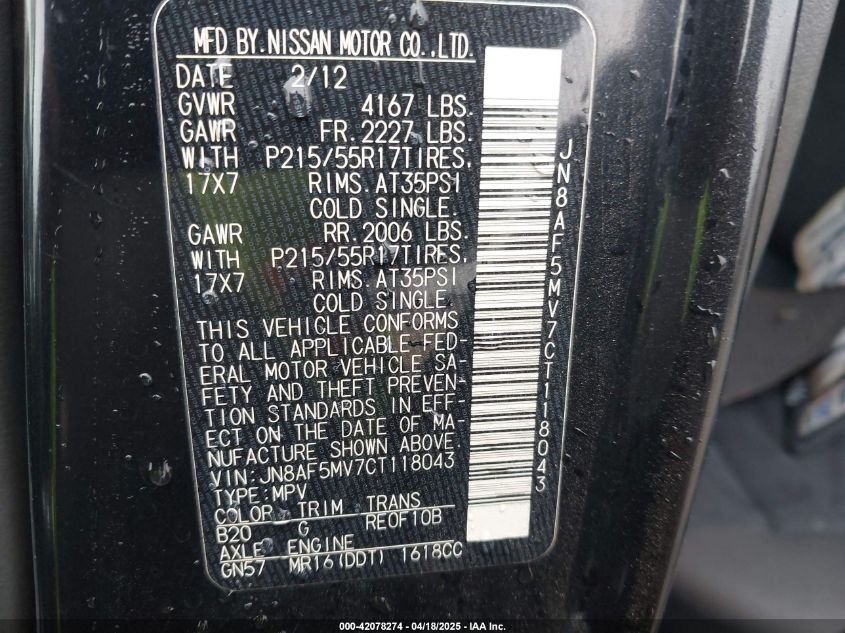 MFD BY.NISSAN MOTOR CO.,LTD.
DATE 2/12
GVWR 4167 LBS.
GAWR FR.2227 LBS.
WITH P215/55R17TIRES,
17X7 RIMS.AT35PSI
COLD SINGLE.
GAWR RR.2006 LBS.
WITH P215/55R17TIRES,
17X7 RIMS.AT35PSI
COLD SINGLE.
THIS VEHICLE CONFORMS
TO ALL APPLICABLE FED-
ERAL MOTOR VEHICLE SA-
FETY AND THEFT PREVEN-
TION STANDARDS IN EFF-
ECT ON THE DATE OF MA-
NUFACTURE SHOWN ABOVE
VIN:JN8AF5MV7CT118043
TYPE:MPV
COLOR TRIM TRANS
B20 G RE0F10B
AXLE ENGINE
GN57 MR16(DDT) 1618CC
JN8AF5MV7CT118043
000-42078274 | 04/18/2025 - IAA Inc.